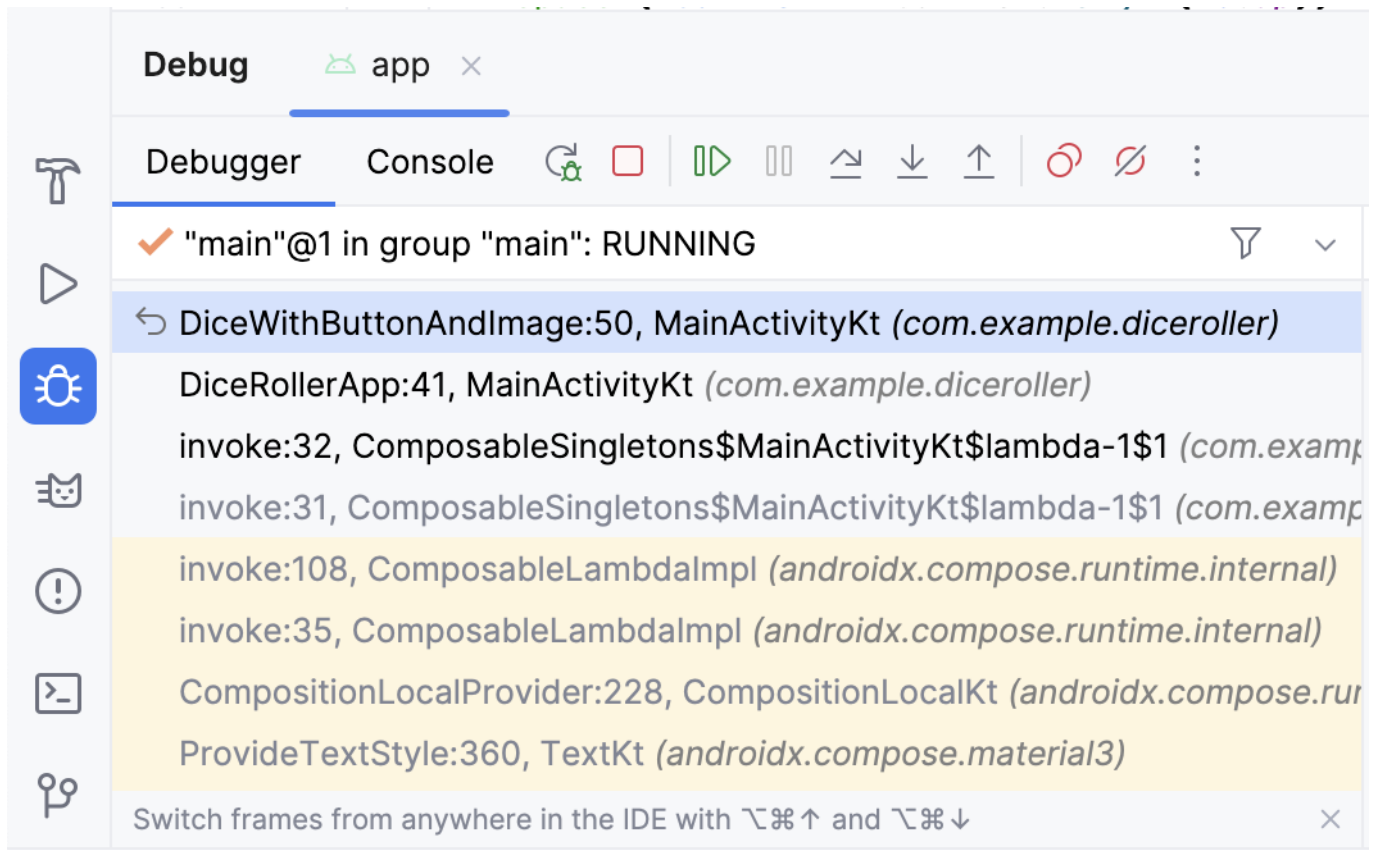 Debug app
Debugger Console
"main"@1 in group "main": RUNNING
DiceWithButtonAndImage:50, MainActivityKt (com.example.diceroller)
DiceRollerApp:41, MainActivityKt (com.example.diceroller)
invoke:32, ComposableSingletons$MainActivityKt$lambda-1$1 (com.examp
invoke:31, ComposableSingletons$MainActivityKt$lambda-1$1 (com.examp
invoke:108, ComposableLambdaImpl (androidx.compose.runtime.internal)
invoke:35, ComposableLambdaImpl (androidx.compose.runtime.internal)
CompositionLocalProvider:228, CompositionLocalKt (androidx.compose.rur
ProvideTextStyle:360, TextKt (androidx.compose.material3)
Switch frames from anywhere in the IDE with ⌥⌘↑ and ⌥⌘↓